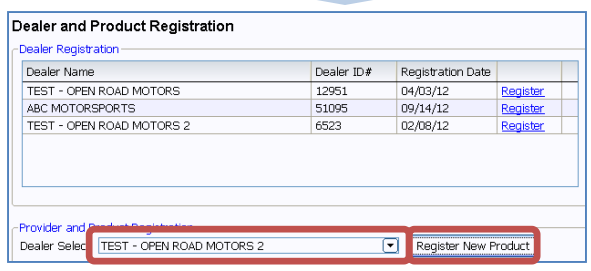 Dealer and Product Registration
Dealer Registration
Dealer Name Dealer ID# Registration Date
TEST - OPEN ROAD MOTORS 12951 04/03/12 Register
ABC MOTORSPORTS 51095 09/14/12 Register
TEST - OPEN ROAD MOTORS 2 6523 02/08/12 Register
Provider and Product Registration
Dealer Selec TEST - OPEN ROAD MOTORS 2 Register New Product